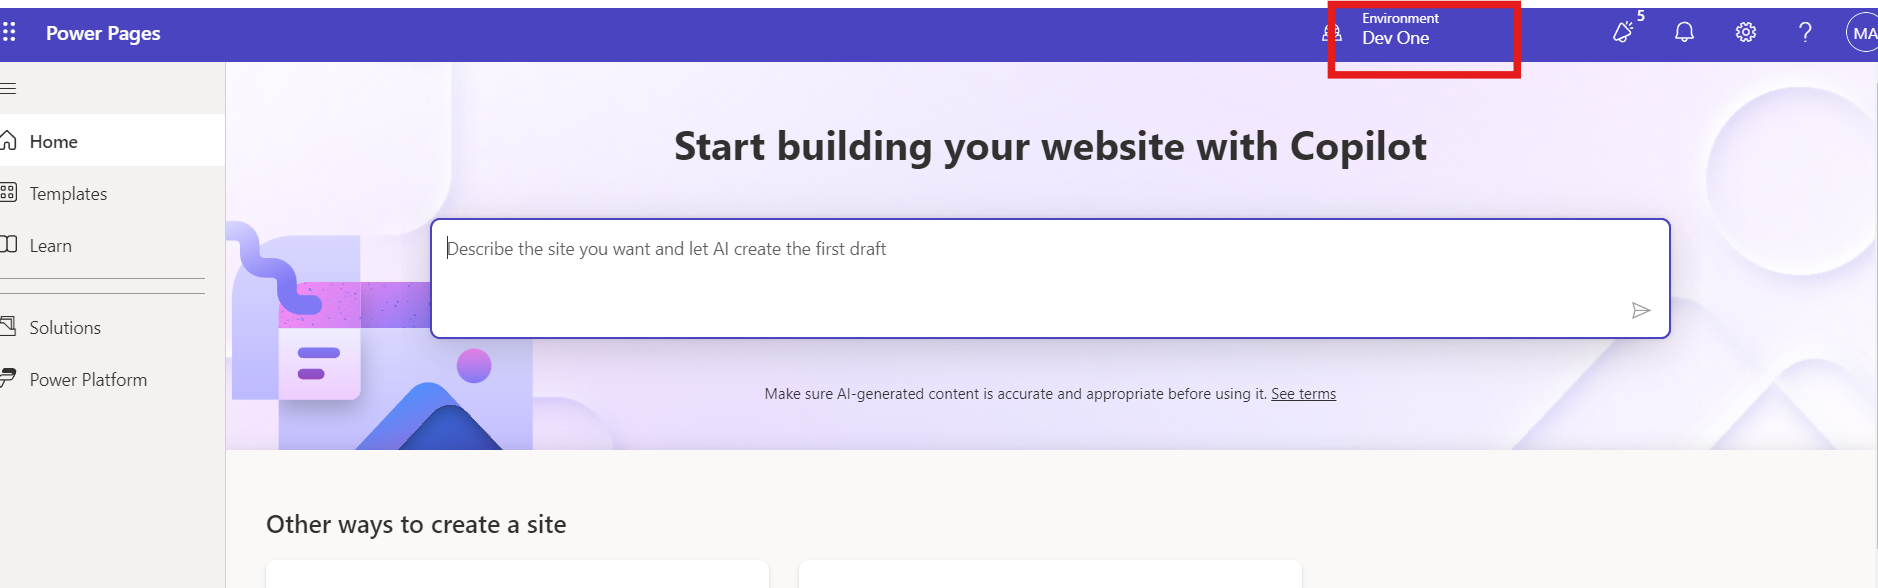 Power Pages
Environment
Dev One
5
MA
Home
Templates
Learn
Solutions
Power Platform
Start building your website with Copilot
Describe the site you want and let AI create the first draft
Make sure AI-generated content is accurate and appropriate before using it. See terms
Other ways to create a site